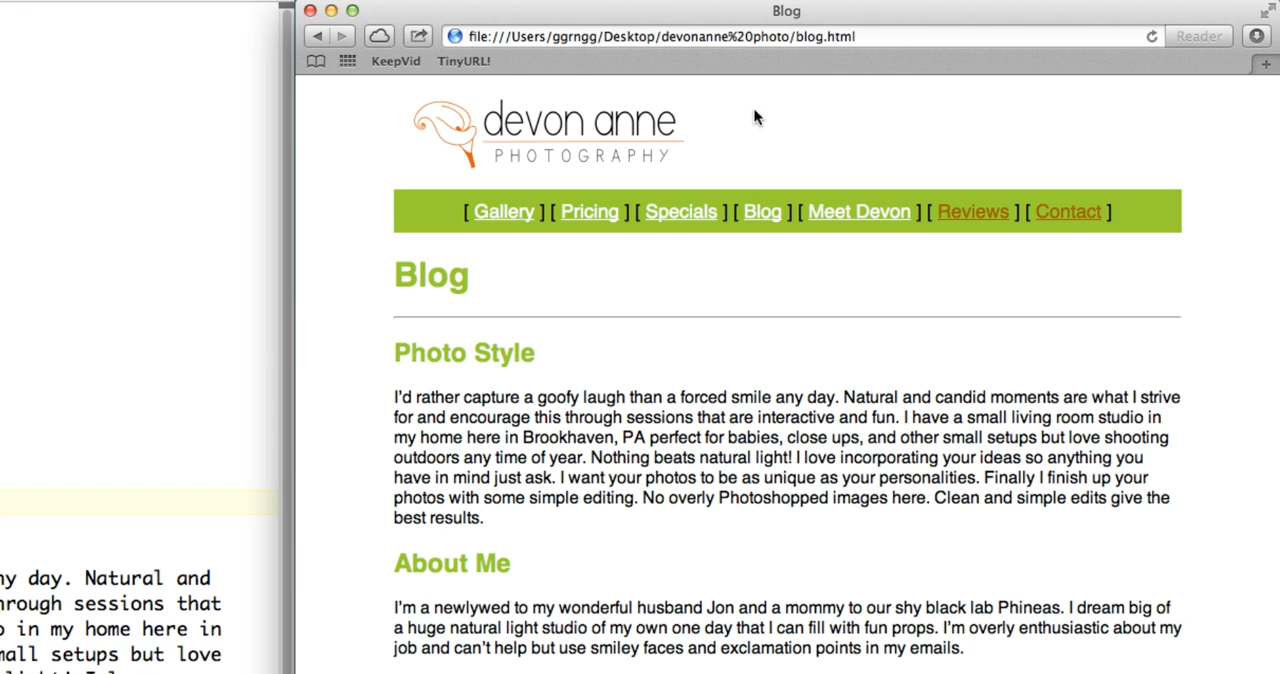 Blog
file:///Users/ggrngg/Desktop/devonanne%20photo/blog.html
Reader
KeepVid TinyURL!
devon anne
PHOTOGRAPHY
[ Gallery ] [ Pricing ] [ Specials ] [ Blog ] [ Meet Devon ] [ Reviews ] [ Contact ]
Blog
Photo Style
I'd rather capture a goofy laugh than a forced smile any day. Natural and candid moments are what I strive
for and encourage this through sessions that are interactive and fun. I have a small living room studio in
my home here in Brookhaven, PA perfect for babies, close ups, and other small setups but love shooting
outdoors any time of year. Nothing beats natural light! I love incorporating your ideas so anything you
have in mind just ask. I want your photos to be as unique as your personalities. Finally I finish up your
photos with some simple editing. No overly Photoshopped images here. Clean and simple edits give the
best results.
About Me
I'm a newlywed to my wonderful husband Jon and a mommy to our shy black lab Phineas. I dream big of
a huge natural light studio of my own one day that I can fill with fun props. I'm overly enthusiastic about my
job and can't help but use smiley faces and exclamation points in my emails.
day. Natural and
sessions that
in my home here in
setups but love